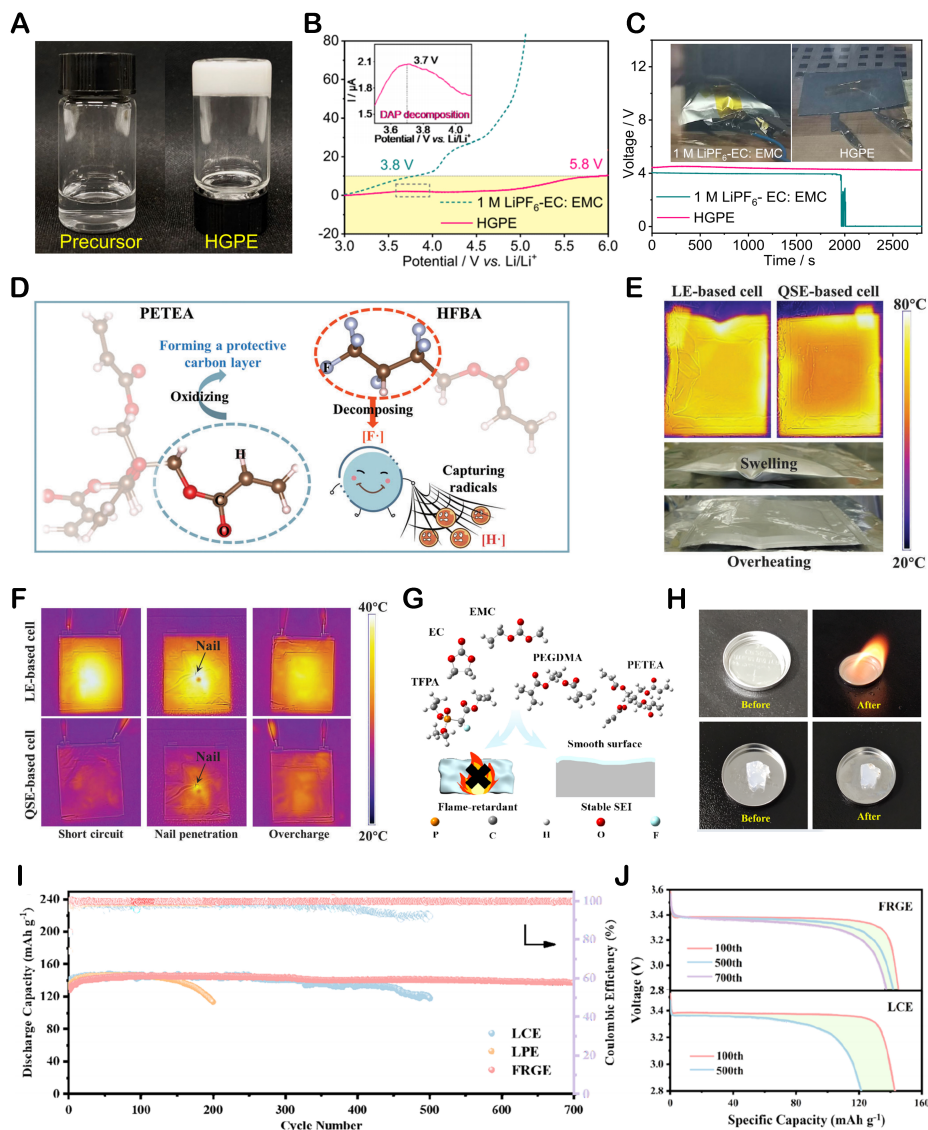 A
Precursor
HGPE
B
80
60
40
20
0
-20
I / µA
2.1
1.8
1.5
3.7 V
DAP decomposition
3.6 3.8 4.0
Potential / V vs. Li/Li+
3.8 V
5.8 V
1 M LiPF6-EC: EMC
HGPE
3.0 3.5 4.0 4.5 5.0 5.5 6.0
Potential / V vs. Li/Li+
C
Voltage / V
12
8
4
0
1 M LiPF6-EC: EMC
HGPE
1 M LiPF6- EC: EMC
HGPE
0 500 1000 1500 2000 2500
Time / s
D
PETEA
HFBA
Forming a protective
carbon layer
Oxidizing
H
C
O
F
Decomposing
[F·]
Capturing
radicals
[H·]
E
LE-based cell
QSE-based cell
80°C
Swelling
Overheating
20°C
F
LE-based cell
QSE-based cell
Nail
Nail
40°C
20°C
Short circuit
Nail penetration
Overcharge
G
EMC
EC
PEGDMA
PETEA
TFPA
Smooth surface
Flame-retardant
Stable SEI
P C H O F
H
Before
After
Before
After
I
Discharge Capacity (mAh g-1)
240
200
160
120
80
40
0
LCE
LPE
FRGE
100
80
60
40
20
0
Coulombic Efficiency (%)
0 100 200 300 400 500 600 700
Cycle Number
J
Voltage (V)
3.6
3.4
3.2
3.0
2.8
FRGE
100th
500th
700th
3.4
3.2
3.0
2.8
LCE
100th
500th
0 40 80 120 160
Specific Capacity (mAh g-1)